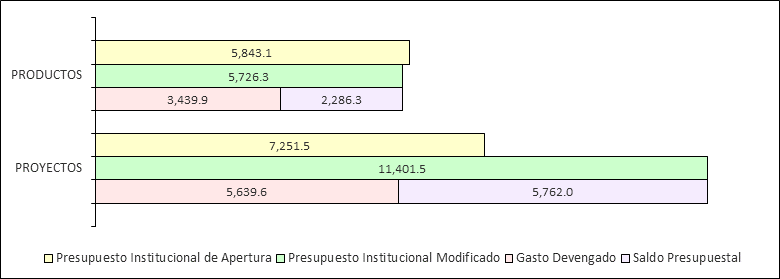 5,843.1
PRODUCTOS
5,726.3
3,439.9 2,286.3
7,251.5
PROYECTOS
11,401.5
5,639.6 5,762.0
Presupuesto Institucional de Apertura Presupuesto Institucional Modificado Gasto Devengado Saldo Presupuestal